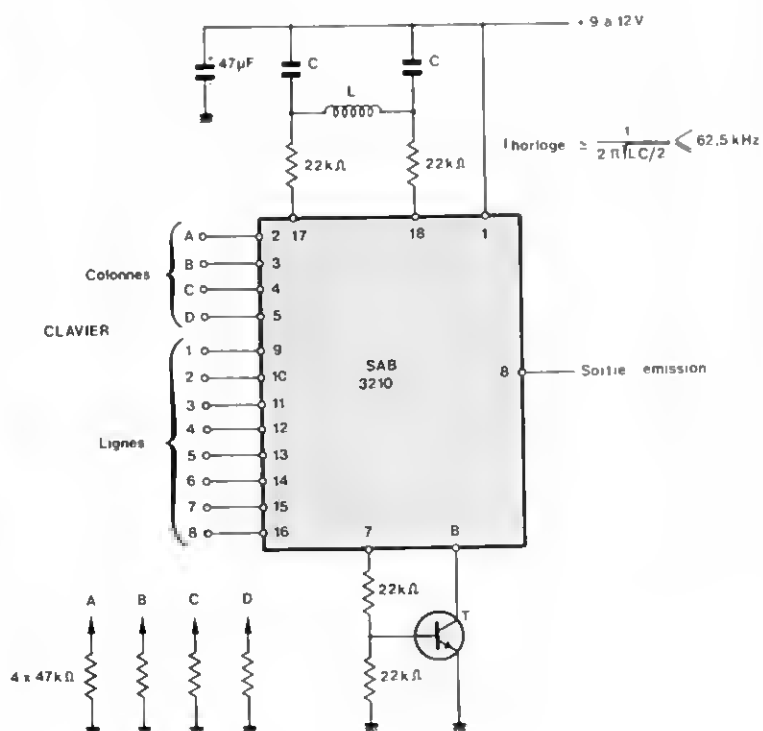 + 9 a 12 V
47µF
C
C
L
22kΩ
22kΩ
f horloge ≃ 1 / 2 π √LC/2 < 62,5 kHz
17
18
1
Colonnes
A
2
B
3
C
4
D
5
CLAVIER
Lignes
1
9
2
10
3
11
4
12
5
13
6
14
7
15
8
16
SAB
3210
8
Sortie emission
7
B
22kΩ
T
22kΩ
A
B
C
D
4 x 47kΩ